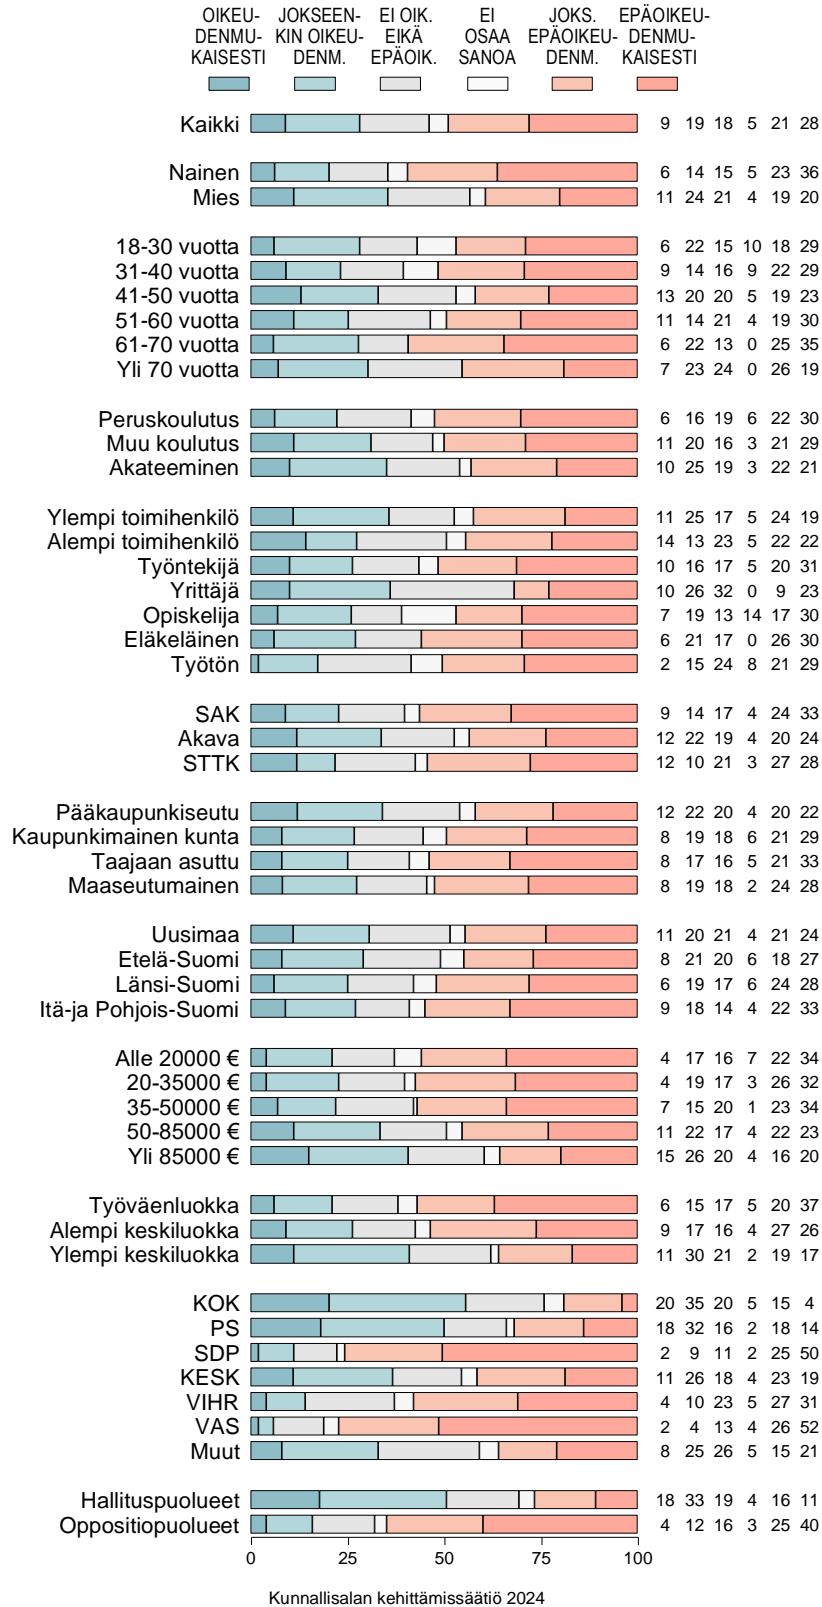 OIKEU- JOKSEEN- EI OIK. EI JOKS. EPÄOIKEU-
DENMU- KIN OIKEU- EIKÄ OSAA EPÄOIKEU- DENMU-
KAISESTI DENM. EPÄOIK. SANOA DENM. KAISESTI
Kaikki 9 19 18 5 21 28
Nainen 6 14 15 5 23 36
Mies 11 24 21 4 19 20
18-30 vuotta 6 22 15 10 18 29
31-40 vuotta 9 14 16 9 22 29
41-50 vuotta 13 20 20 5 19 23
51-60 vuotta 11 14 21 4 19 30
61-70 vuotta 6 22 13 0 25 35
Yli 70 vuotta 7 23 24 0 26 19
Peruskoulutus 6 16 19 6 22 30
Muu koulutus 11 20 16 3 21 29
Akateeminen 10 25 19 3 22 21
Ylempi toimihenkilö 11 25 17 5 24 19
Alempi toimihenkilö 14 13 23 5 22 22
Työntekijä 10 16 17 5 20 31
Yrittäjä 10 26 32 0 9 23
Opiskelija 7 19 13 14 17 30
Eläkeläinen 6 21 17 0 26 30
Työtön 2 15 24 8 21 29
SAK 9 14 17 4 24 33
Akava 12 22 19 4 20 24
STTK 12 10 21 3 27 28
Pääkaupunkiseutu 12 22 20 4 20 22
Kaupunkimainen kunta 8 19 18 6 21 29
Taajaan asuttu 8 17 16 5 21 33
Maaseutumainen 8 19 18 2 24 28
Uusimaa 11 20 21 4 21 24
Etelä-Suomi 8 21 20 6 18 27
Länsi-Suomi 6 19 17 6 24 28
Itä-ja Pohjois-Suomi 9 18 14 4 22 33
Alle 20000 € 4 17 16 7 22 34
20-35000 € 4 19 17 3 26 32
35-50000 € 7 15 20 1 23 34
50-85000 € 11 22 17 4 22 23
Yli 85000 € 15 26 20 4 16 20
Työväenluokka 6 15 17 5 20 37
Alempi keskiluokka 9 17 16 4 27 26
Ylempi keskiluokka 11 30 21 2 19 17
KOK 20 35 20 5 15 4
PS 18 32 16 2 18 14
SDP 2 9 11 2 25 50
KESK 11 26 18 4 23 19
VIHR 4 10 23 5 27 31
VAS 2 4 13 4 26 52
Muut 8 25 26 5 15 21
Hallituspuolueet 18 33 19 4 16 11
Oppositiopuolueet 4 12 16 3 25 40
0 25 50 75 100
Kunnallisalan kehittämissäätiö 2024